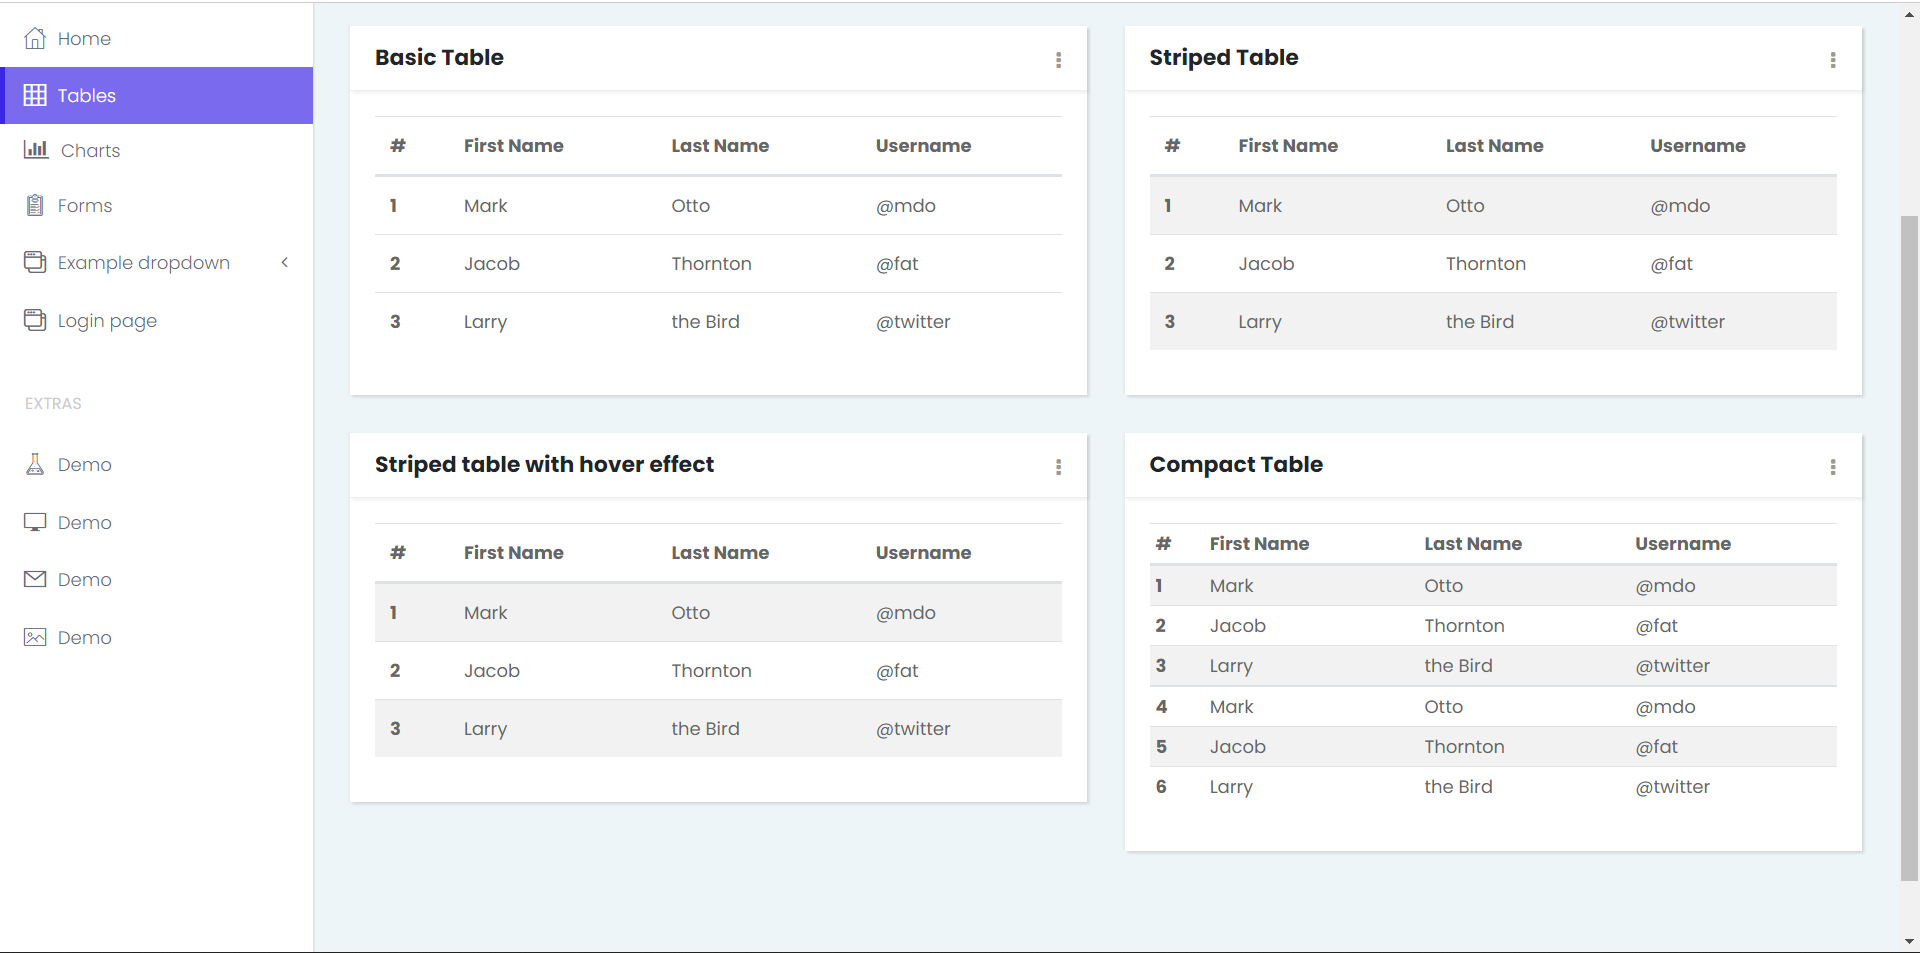 Home
Tables
Charts
Forms
Example dropdown
Login page
EXTRAS
Demo
Demo
Demo
Demo
Basic Table
# First Name Last Name Username
1 Mark Otto @mdo
2 Jacob Thornton @fat
3 Larry the Bird @twitter
Striped Table
# First Name Last Name Username
1 Mark Otto @mdo
2 Jacob Thornton @fat
3 Larry the Bird @twitter
Striped table with hover effect
# First Name Last Name Username
1 Mark Otto @mdo
2 Jacob Thornton @fat
3 Larry the Bird @twitter
Compact Table
# First Name Last Name Username
1 Mark Otto @mdo
2 Jacob Thornton @fat
3 Larry the Bird @twitter
4 Mark Otto @mdo
5 Jacob Thornton @fat
6 Larry the Bird @twitter